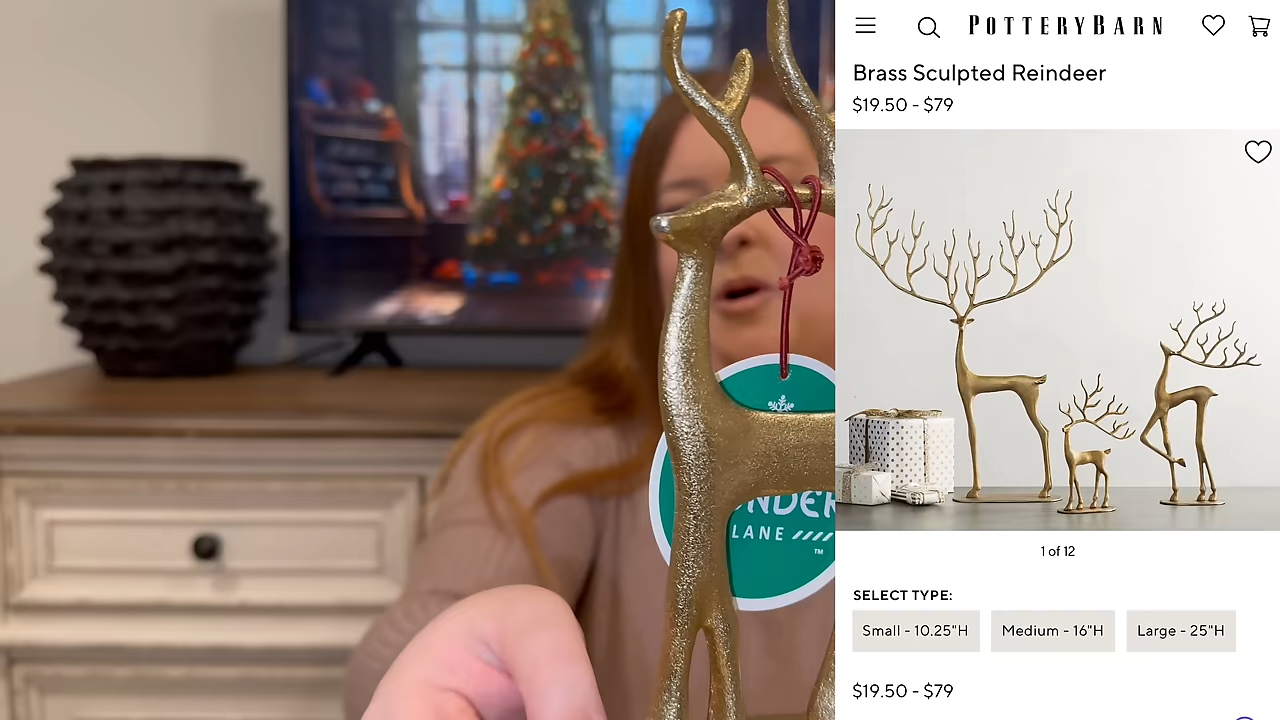 POTTERYBARN
Brass Sculpted Reindeer
$19.50 - $79
1 of 12
SELECT TYPE:
Small - 10.25"H
Medium - 16"H
Large - 25"H
$19.50 - $79
LANE
TM